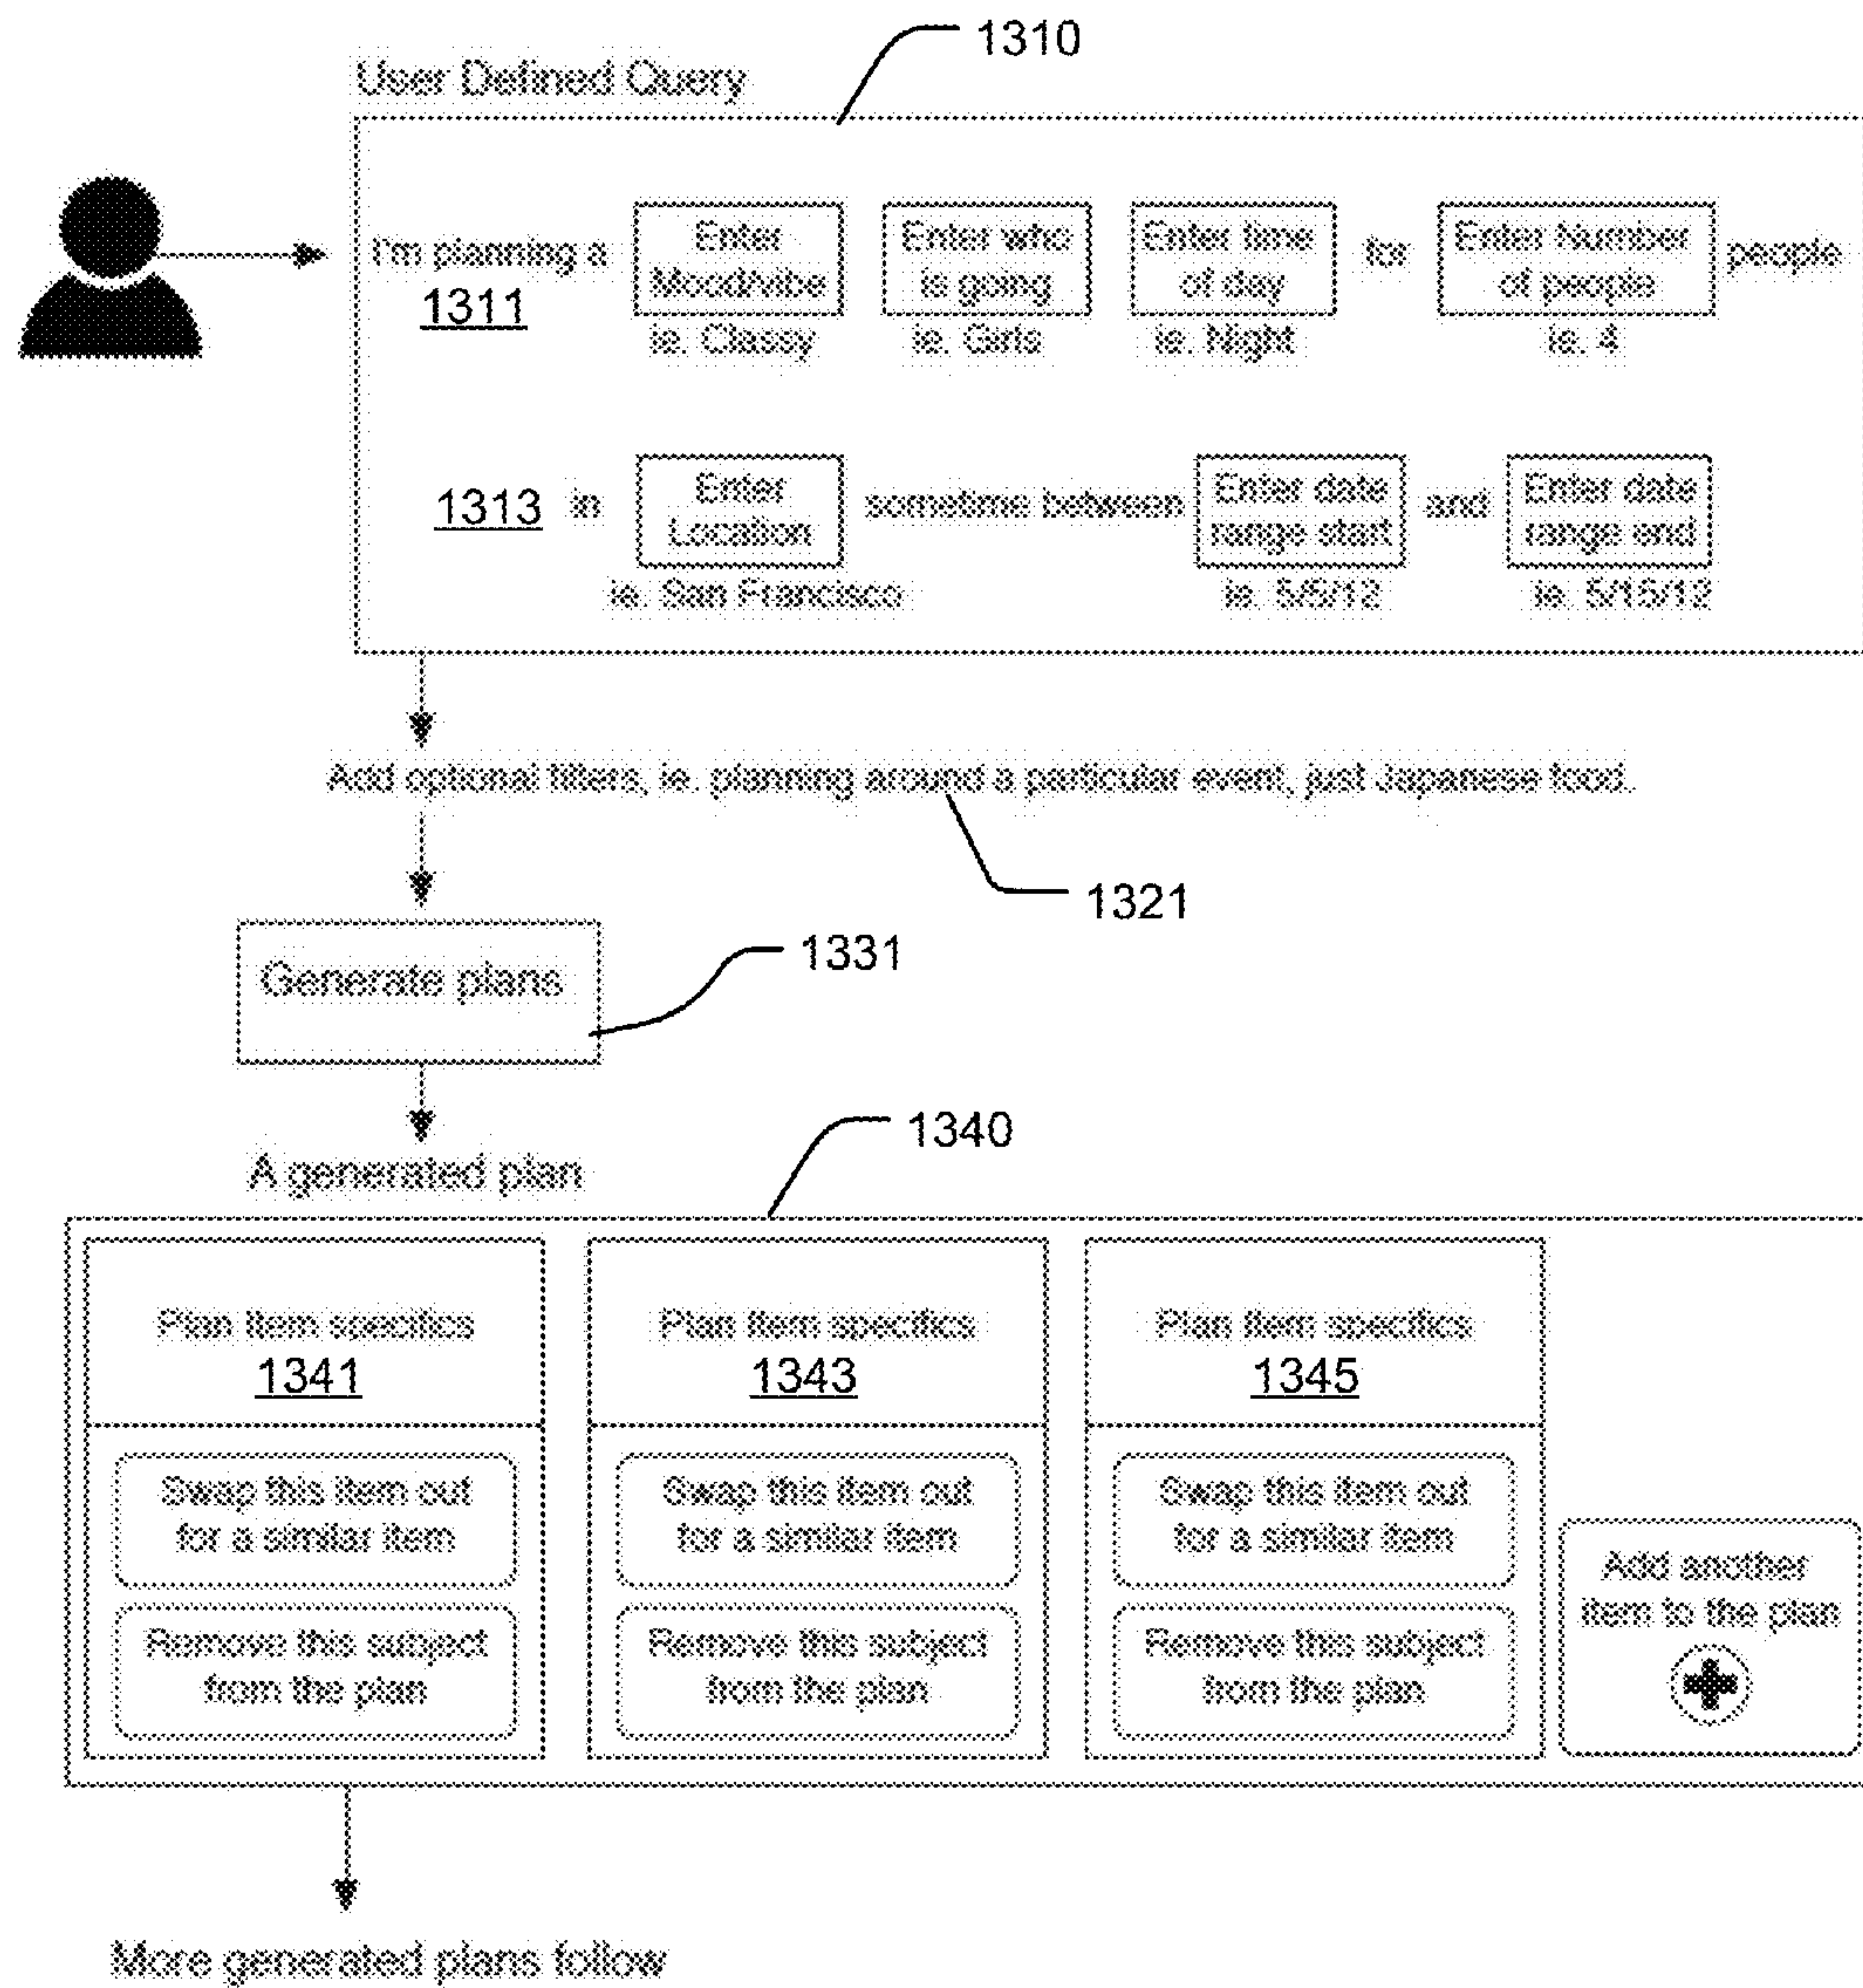 1310
User Defined Query
I'm planning a
1311
Enter
Mood/vibe
ie. Classy
Enter who
is going
ie. Girls
Enter time
of day
ie. Night
for
Enter Number
of people
ie. 4
people
1313 in
Enter
Location
ie. San Francisco
sometime between
Enter date
range start
ie. 5/5/12
and
Enter date
range end
ie. 5/15/12
Add optional filters, ie. planning around a particular event, just Japanese food.
1321
Generate plans
1331
A generated plan
1340
Plan item specifics
1341
Swap this item out
for a similar item
Remove this subject
from the plan
Plan item specifics
1343
Swap this item out
for a similar item
Remove this subject
from the plan
Plan item specifics
1345
Swap this item out
for a similar item
Remove this subject
from the plan
Add another
item to the plan
More generated plans follow